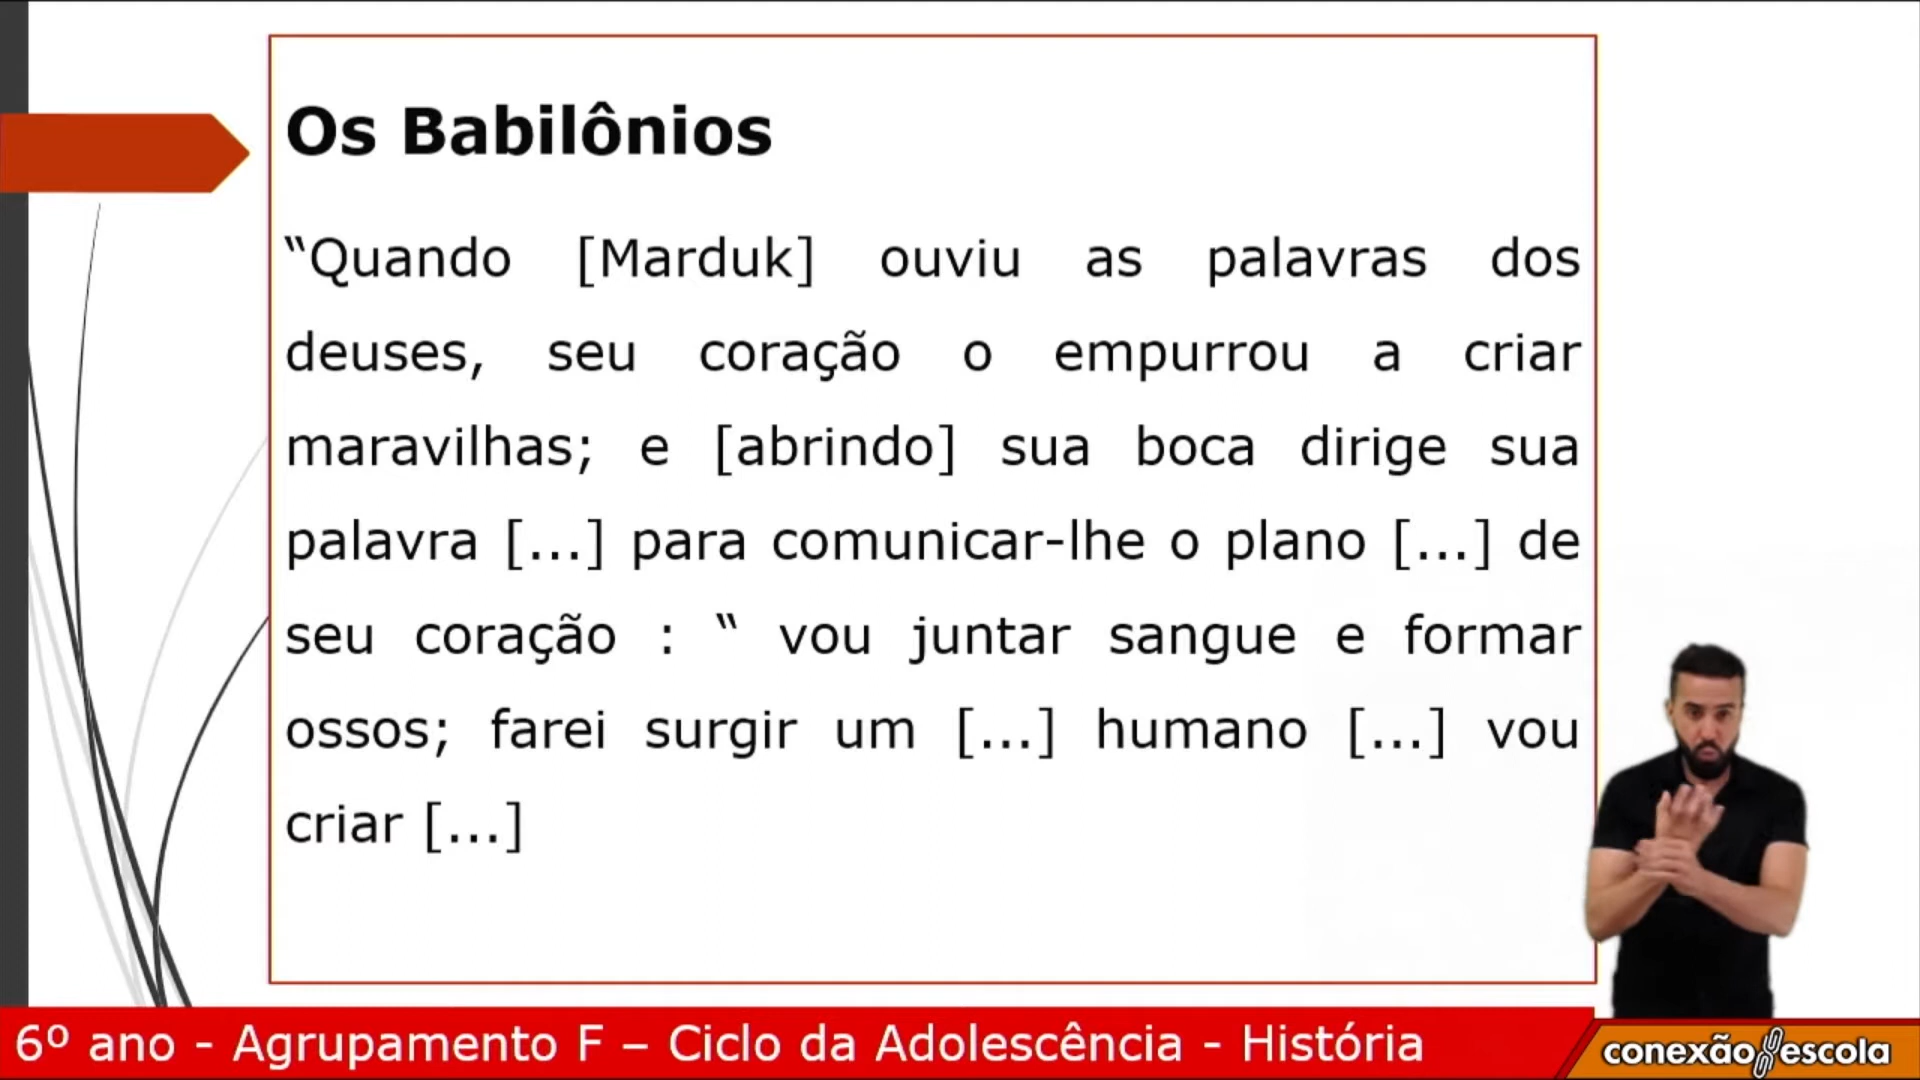 Os Babilônios
“Quando [Marduk] ouviu as palavras dos
deuses, seu coração o empurrou a criar
maravilhas; e [abrindo] sua boca dirige sua
palavra [...] para comunicar-lhe o plano [...] de
seu coração : “ vou juntar sangue e formar
ossos; farei surgir um [...] humano [...] vou
criar [...]
6º ano - Agrupamento F – Ciclo da Adolescência - História
conexão escola